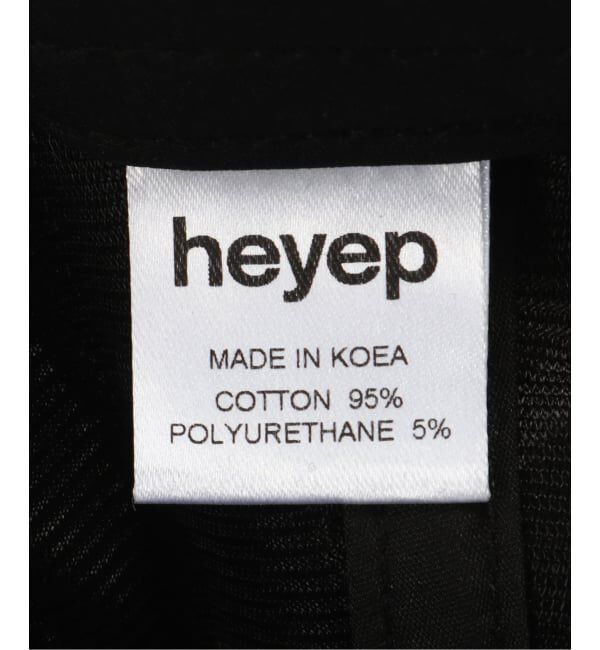 heyep
MADE IN KOEA
COTTON 95%
POLYURETHANE 5%